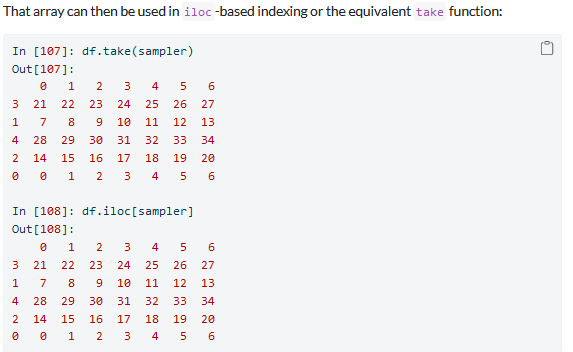 That array can then be used in iloc-based indexing or the equivalent take function:
In [107]: df.take(sampler)
Out[107]:
    0   1   2   3   4   5   6
3  21  22  23  24  25  26  27
1   7   8   9  10  11  12  13
4  28  29  30  31  32  33  34
2  14  15  16  17  18  19  20
0   0   1   2   3   4   5   6
In [108]: df.iloc[sampler]
Out[108]:
    0   1   2   3   4   5   6
3  21  22  23  24  25  26  27
1   7   8   9  10  11  12  13
4  28  29  30  31  32  33  34
2  14  15  16  17  18  19  20
0   0   1   2   3   4   5   6